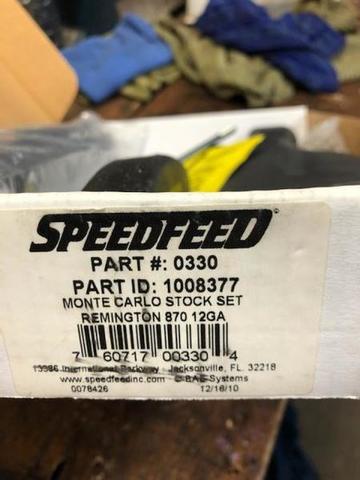 SPEEDFEED
PART #: 0330
PART ID: 1008377
MONTE CARLO STOCK SET
REMINGTON 870 12GA
7 60717 00330 4
13386 International Parkway Jacksonville, FL. 32218
www.speedfeedinc.com - BAE Systems
0078426 12/16/10